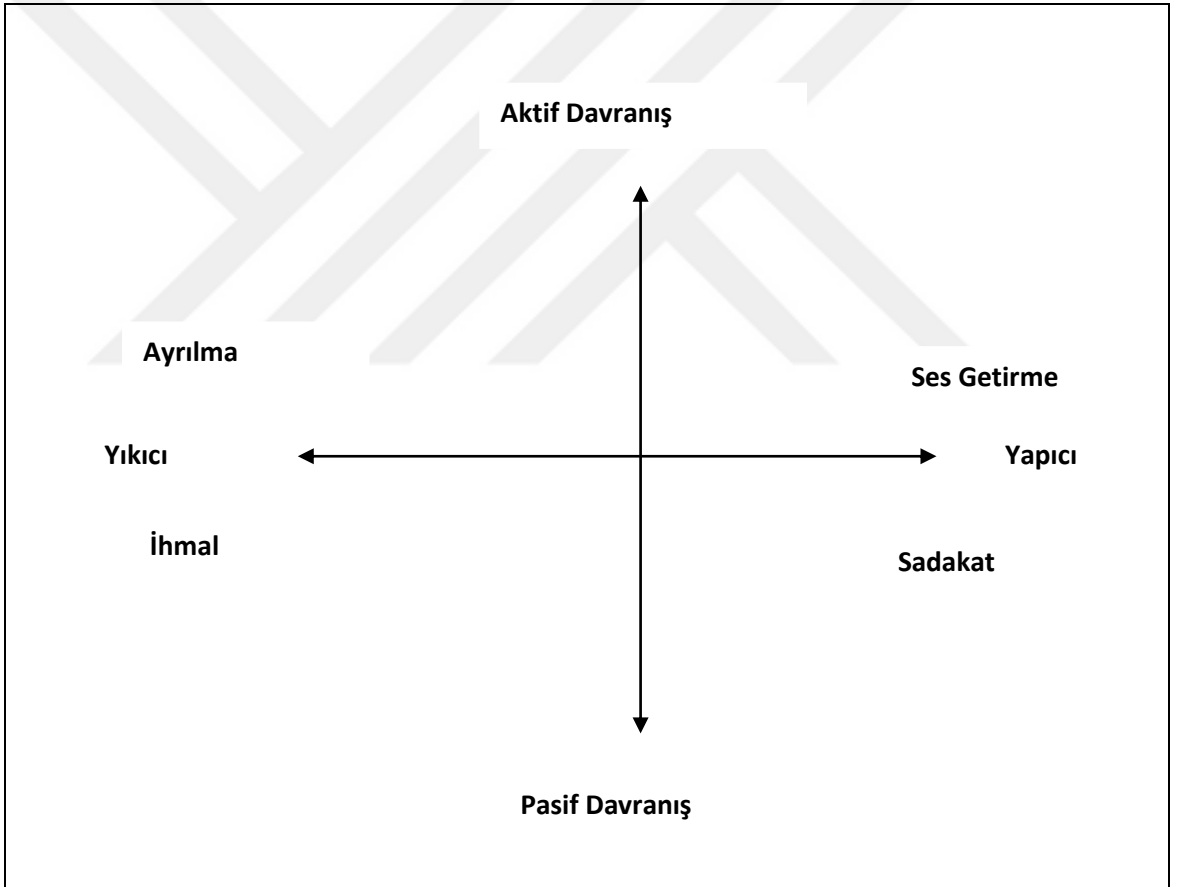 Aktif Davranış
Ayrılma
Ses Getirme
Yıkıcı
Yapıcı
İhmal
Sadakat
Pasif Davranış